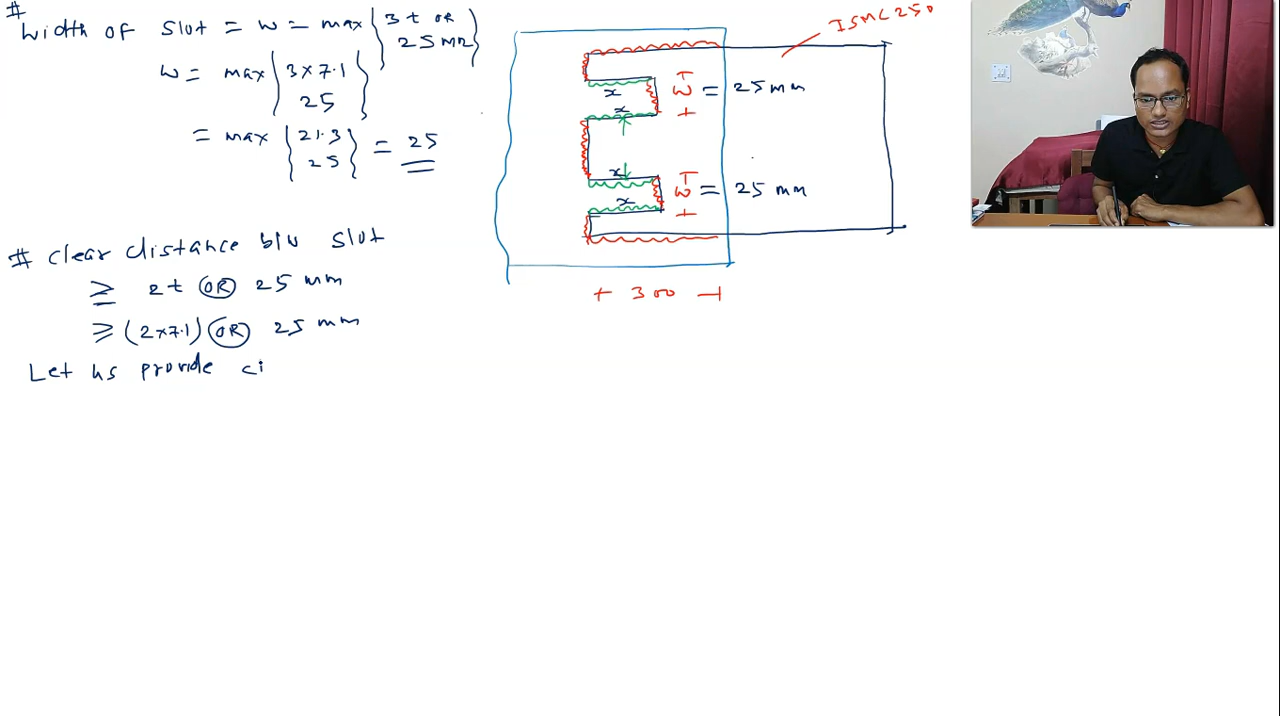 #
Width of slot = w = max { 3t OR
25 mm }
w = max { 3 × 7.1
25 }
= max { 21.3
25 } = 25
# clear distance b/w slot
≥ 2t OR 25 mm
≥ (2×7.1) OR 25 mm
Let us provide ci
ISMC 250
x
w = 25 mm
x
x
w = 25 mm
x
300